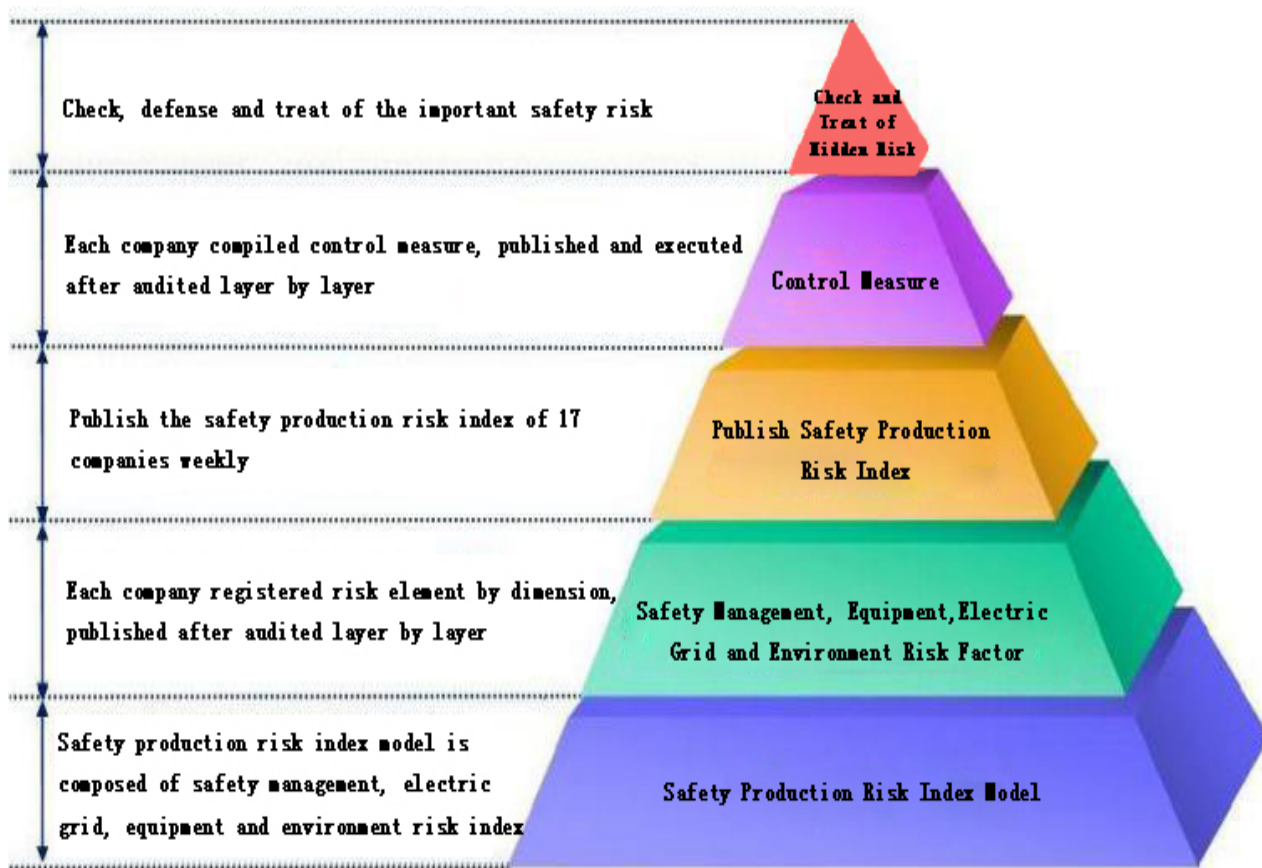 Check, defense and treat of the important safety risk
Check and
Treat of
Hidden Risk
Each company compiled control measure, published and executed
after audited layer by layer
Control Measure
Publish the safety production risk index of 17
companies weekly
Publish Safety Production
Risk Index
Each company registered risk element by dimension,
published after audited layer by layer
Safety Management, Equipment,Electric
Grid and Environment Risk Factor
Safety production risk index model is
composed of safety management, electric
grid, equipment and environment risk index
Safety Production Risk Index Model